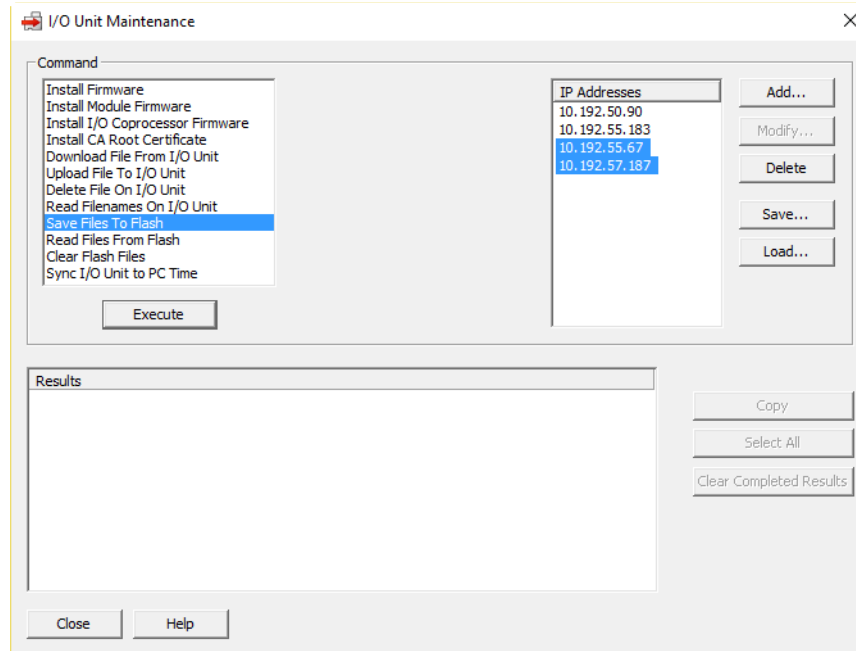 I/O Unit Maintenance
Command
Install Firmware
Install Module Firmware
Install I/O Coprocessor Firmware
Install CA Root Certificate
Download File From I/O Unit
Upload File To I/O Unit
Delete File On I/O Unit
Read Filenames On I/O Unit
Save Files To Flash
Read Files From Flash
Clear Flash Files
Sync I/O Unit to PC Time
Execute
IP Addresses
10.192.50.90
10.192.55.183
10.192.55.67
10.192.57.187
Add...
Modify...
Delete
Save...
Load...
Results
Copy
Select All
Clear Completed Results
Close
Help